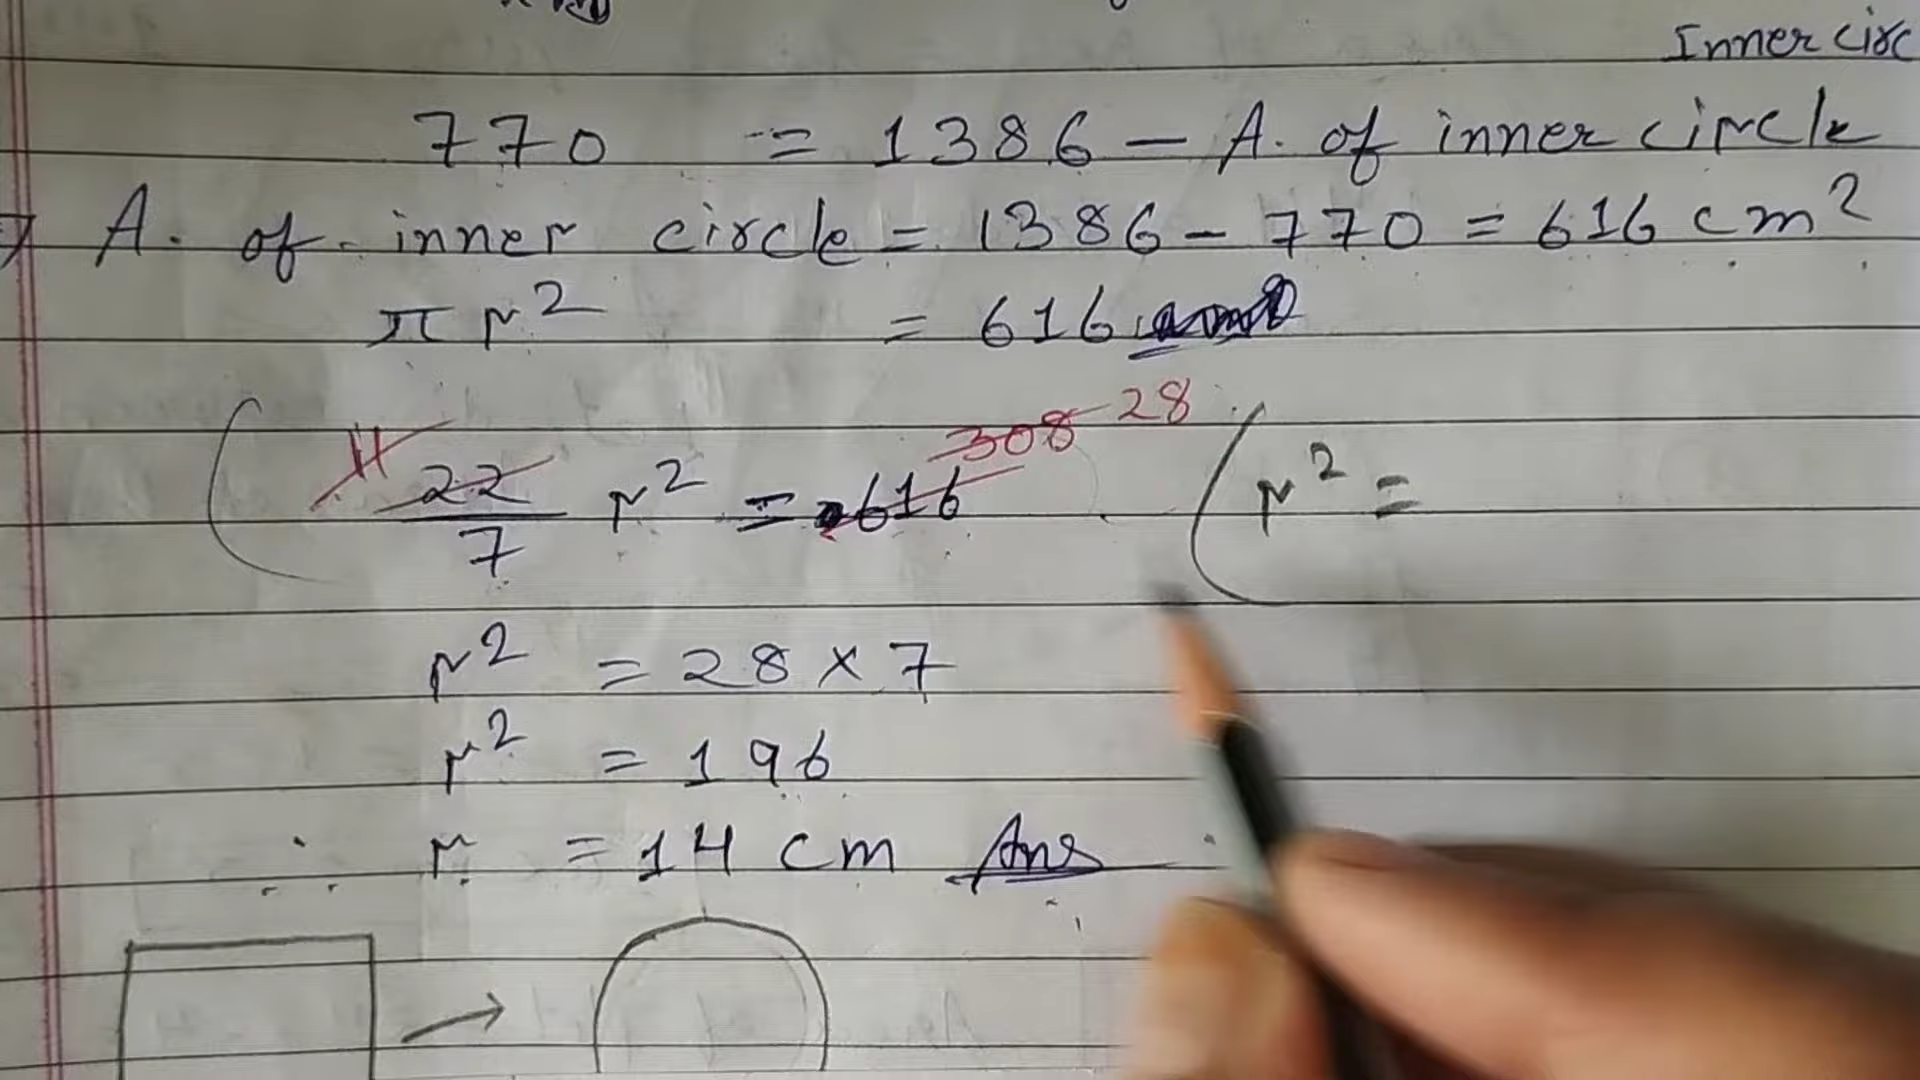 Inner circ
770 = 1386 - A. of inner circle
A. of inner circle = 1386 - 770 = 616 cm²
πr² = 616
11 308 28
22/7 r² = 616 ( r² =
r² = 28 × 7
r² = 196
r = 14 cm Ans